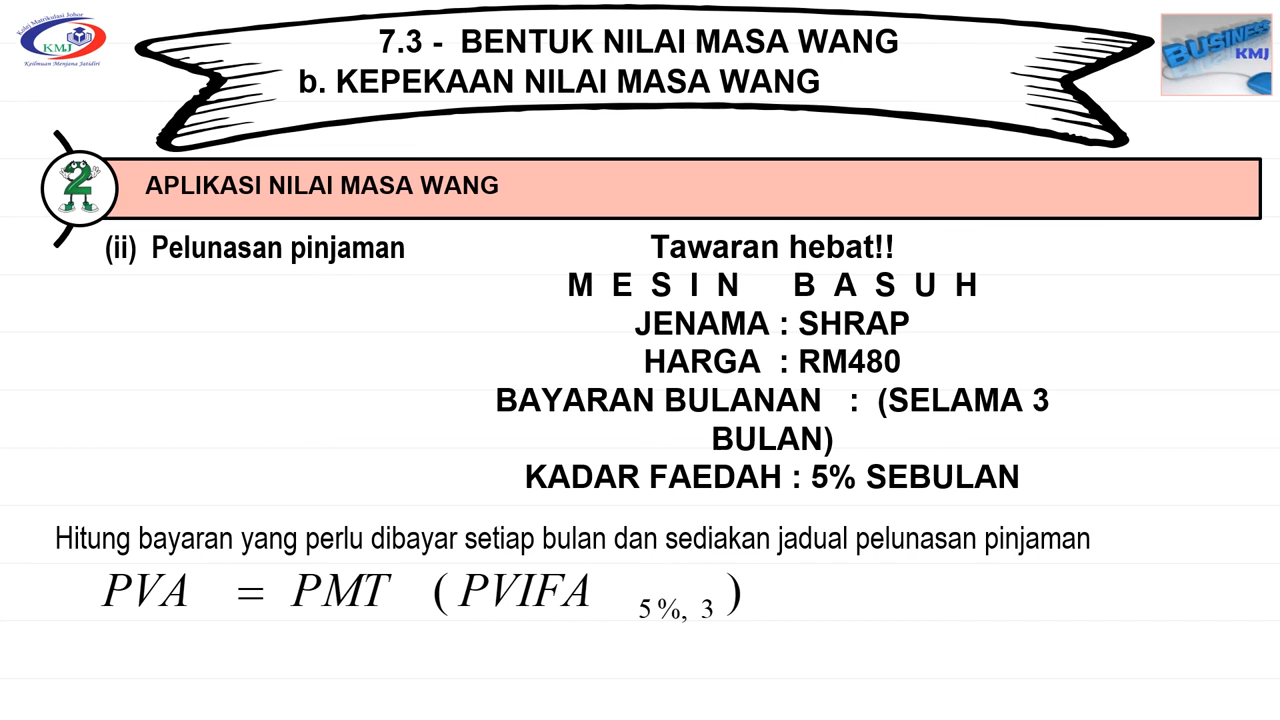 Kolej Matrikulasi Johor
KMJ
Keilmuan Menjana Jatidiri
7.3 - BENTUK NILAI MASA WANG
b. KEPEKAAN NILAI MASA WANG
BUSINESS
KMJ
2
APLIKASI NILAI MASA WANG
(ii) Pelunasan pinjaman
Tawaran hebat!!
M E S I N B A S U H
JENAMA : SHRAP
HARGA : RM480
BAYARAN BULANAN : (SELAMA 3
BULAN)
KADAR FAEDAH : 5% SEBULAN
Hitung bayaran yang perlu dibayar setiap bulan dan sediakan jadual pelunasan pinjaman
PVA = PMT ( PVIFA 5%, 3 )